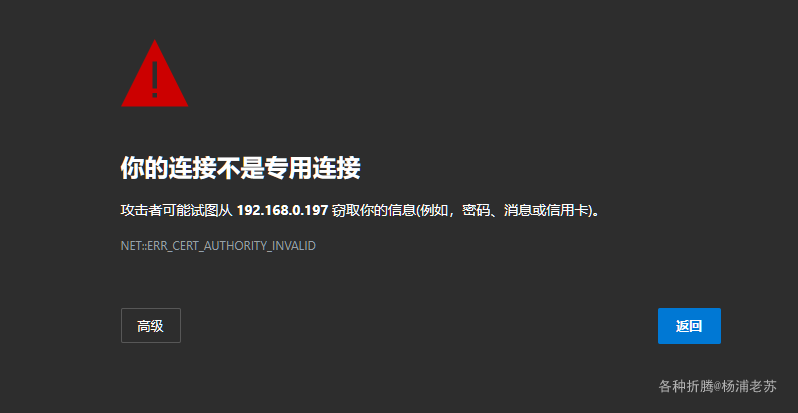 你的连接不是专用连接
攻击者可能试图从 192.168.0.197 窃取你的信息(例如，密码、消息或信用卡)。
NET::ERR_CERT_AUTHORITY_INVALID
高级
返回
各种折腾@杨浦老苏